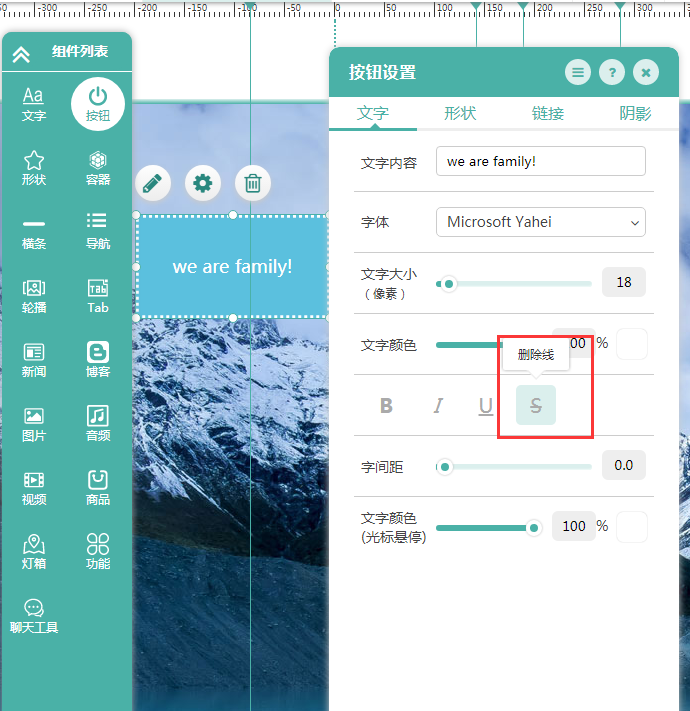 -250 -200 -150 -100 -50 0 50 100 150 200 250 300
组件列表
Aa
文字
按钮
形状
容器
横条
导航
轮播
Tab
新闻
博客
图片
音频
视频
商品
灯箱
功能
聊天工具
we are family!
按钮设置
?
文字 形状 链接 阴影
文字内容 we are family!
字体 Microsoft Yahei
文字大小
（像素） 18
文字颜色 00 %
删除线
B I U S
字间距 0.0
文字颜色
(光标悬停) 100 %